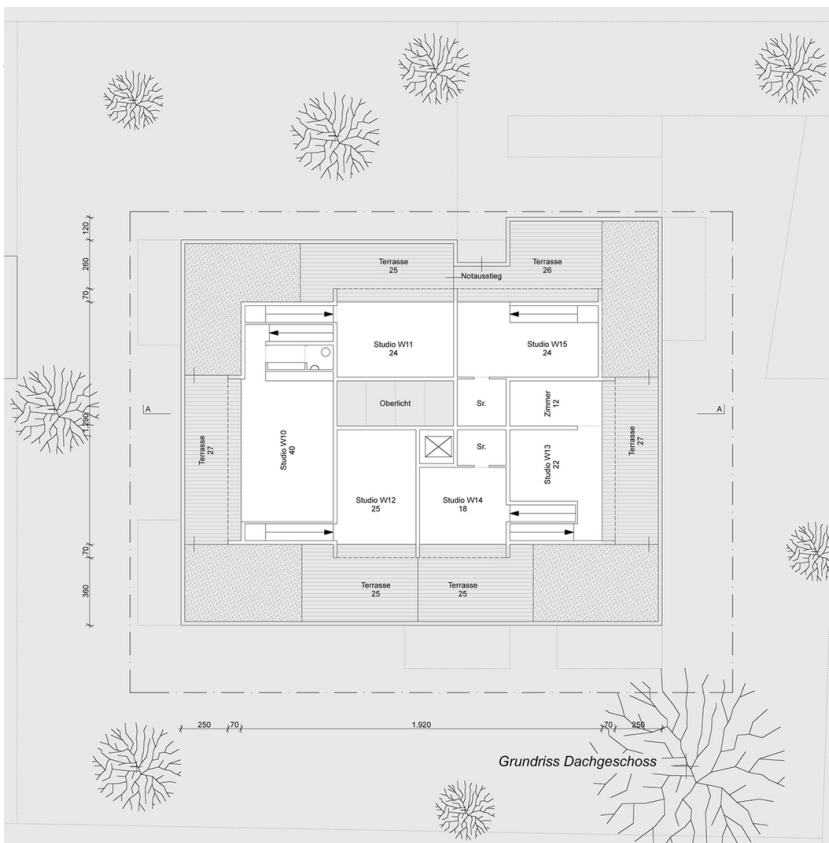 120
260
70
1.290
70
360
Terrasse
25
Terrasse
26
Notausstieg
Studio W11
24
Studio W15
24
Oberlicht
Sr.
Zimmer
12
A
A
Terrasse
27
Studio W10
40
Sr.
Studio W13
22
Terrasse
27
Studio W12
25
Studio W14
18
Terrasse
25
Terrasse
25
250
70
1.920
70
250
Grundriss Dachgeschoss